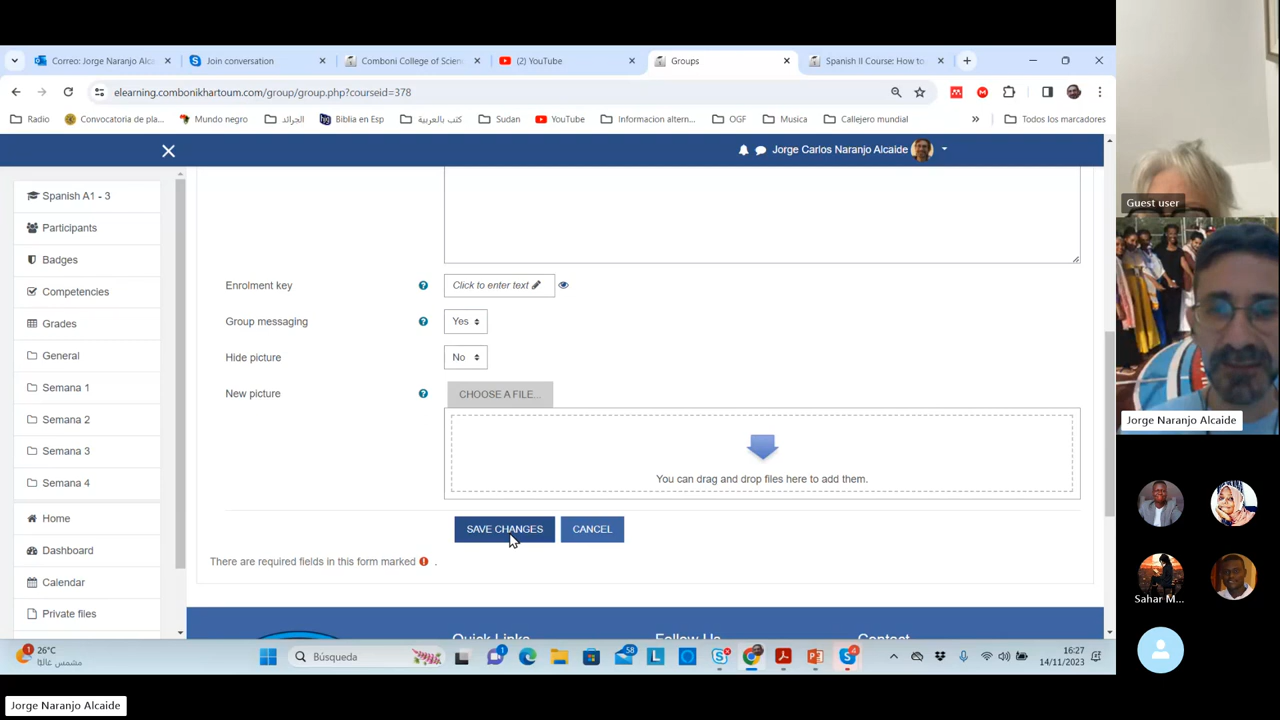 Correo: Jorge Naranjo Alca
Join conversation
Comboni College of Scien
(2) YouTube
Groups
Spanish II Course: How to
elearning.combonikhartoum.com/group/group.php?courseid=378
Radio
Convocatoria de pla...
Mundo negro
الجرائد
Biblia en Esp
كتب بالعربية
Sudan
YouTube
Informacion altern...
OGF
Musica
Callejero mundial
Todos los marcadores
Jorge Carlos Naranjo Alcaide
Spanish A1 - 3
Participants
Badges
Competencies
Grades
General
Semana 1
Semana 2
Semana 3
Semana 4
Home
Dashboard
Calendar
Private files
Enrolment key
Click to enter text
Group messaging
Yes
Hide picture
No
New picture
CHOOSE A FILE...
You can drag and drop files here to add them.
SAVE CHANGES
CANCEL
There are required fields in this form marked .
Quick Links
Follow Us
Contact
Guest user
Jorge Naranjo Alcaide
Sahar M...
26°C
مشمس غالبًا
Búsqueda
58
16:27
14/11/2023
Jorge Naranjo Alcaide